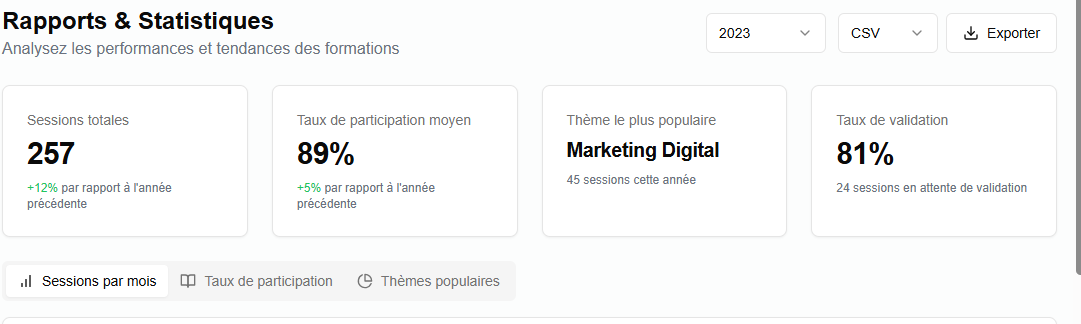 Rapports & Statistiques
Analysez les performances et tendances des formations
2023
CSV
Exporter
Sessions totales
257
+12% par rapport à l'année
précédente
Taux de participation moyen
89%
+5% par rapport à l'année
précédente
Thème le plus populaire
Marketing Digital
45 sessions cette année
Taux de validation
81%
24 sessions en attente de validation
Sessions par mois
Taux de participation
Thèmes populaires